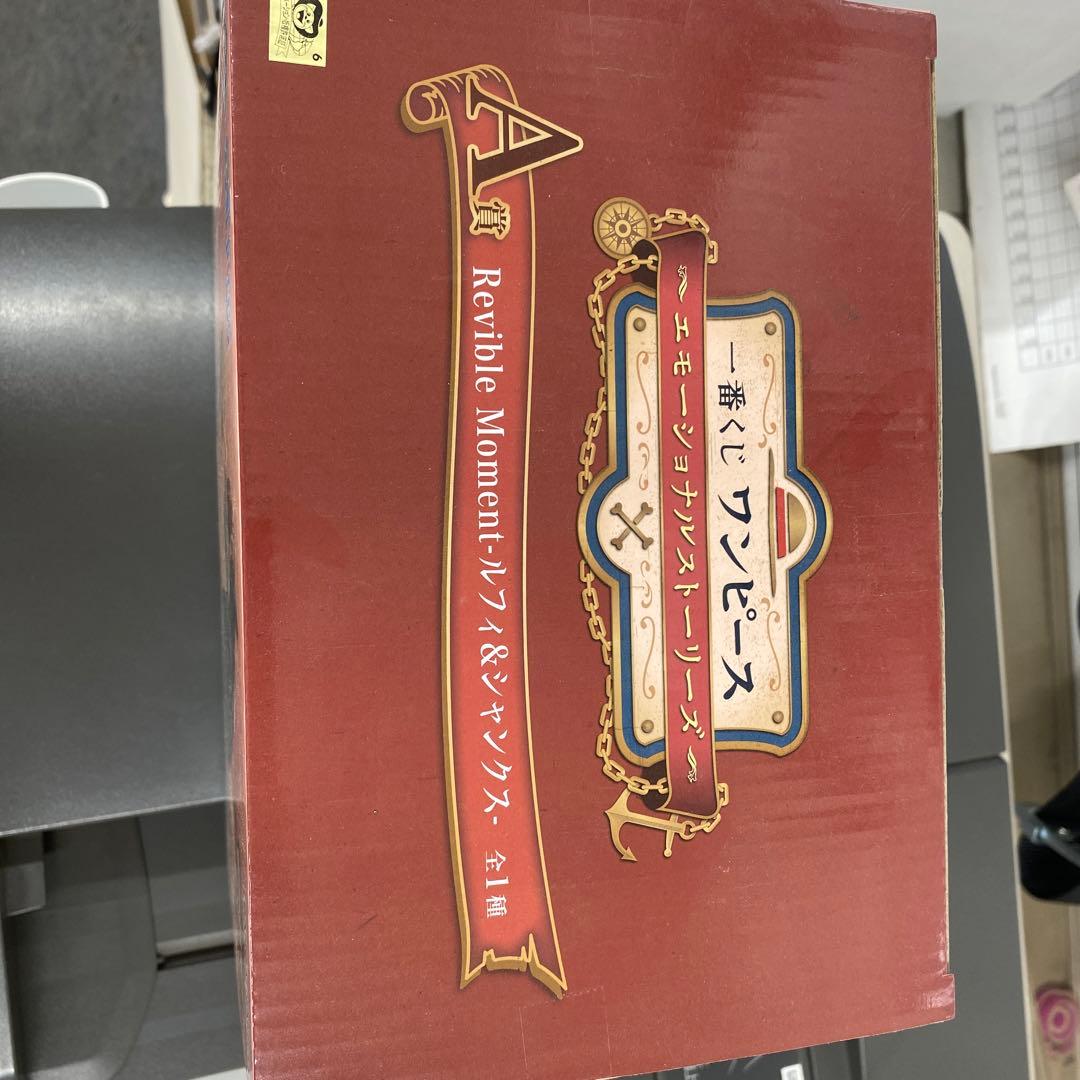 一番くじ ワンピース
エモーショナルストーリーズ
A賞 Revible Moment-ルフィ&シャンクス- 全1種